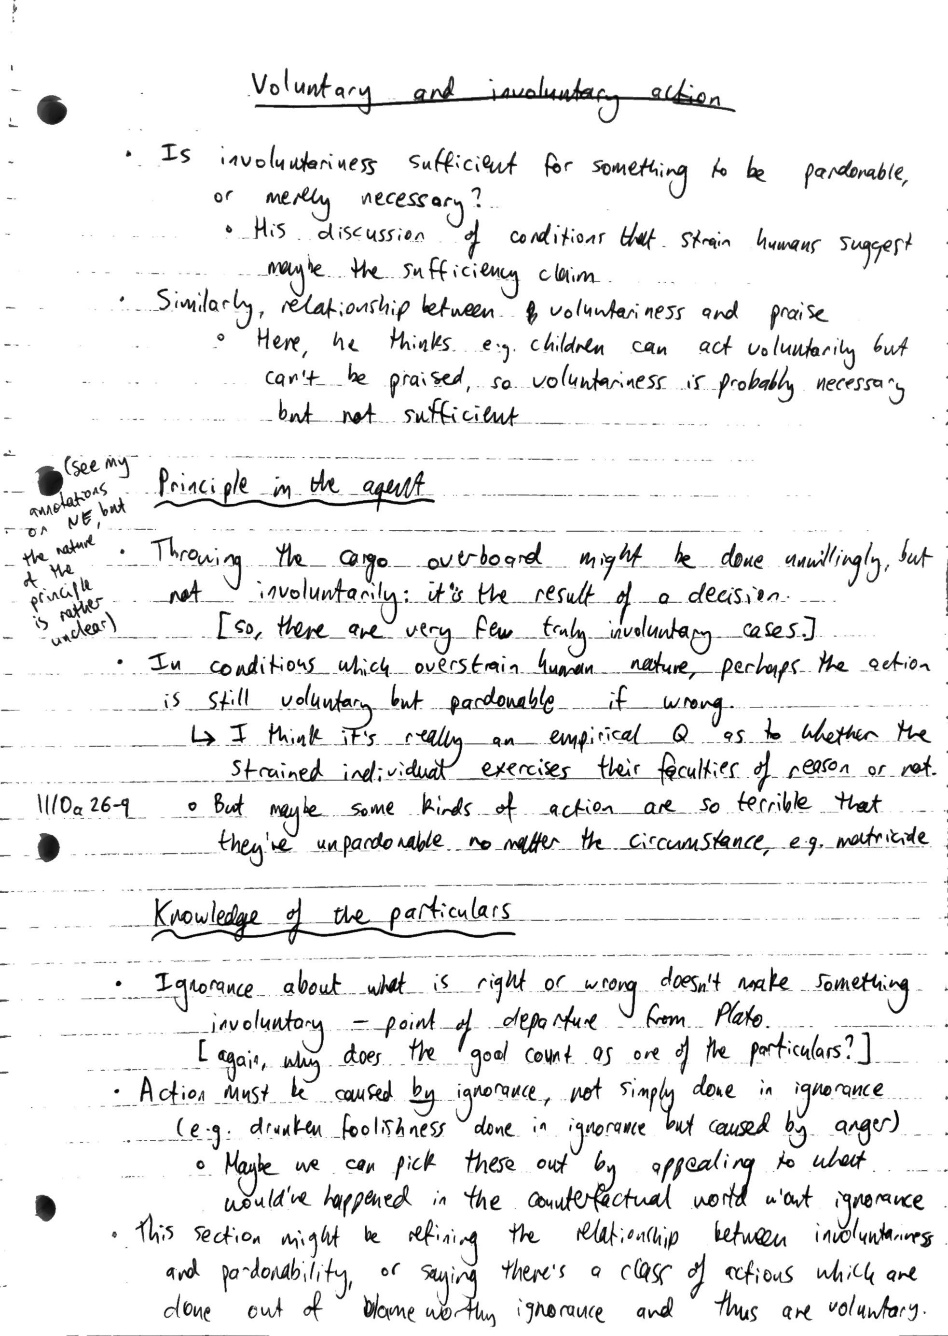 Voluntary and involuntary action
• Is involuntariness sufficient for something to be pardonable,
or merely necessary?
◦ His discussion of conditions that strain humans suggest
maybe the sufficiency claim.
• Similarly, relationship between voluntariness and praise
◦ Here, he thinks e.g. children can act voluntarily but
can't be praised, so voluntariness is probably necessary
but not sufficient
(see my
annotations
on NE, but
the nature
of the
principle
is rather
unclear)
Principle in the agent
• Throwing the cargo overboard might be done unwillingly, but
not involuntarily: it's the result of a decision.
[so, there are very few truly involuntary cases.]
• In conditions which overstrain human nature, perhaps the action
is still voluntary but pardonable if wrong.
↳ I think it's really an empirical Q as to whether the
strained individual exercises their faculties of reason or not.
1110a 26-9
◦ But maybe some kinds of action are so terrible that
they're unpardonable no matter the circumstance, e.g. matricide
Knowledge of the particulars
• Ignorance about what is right or wrong doesn't make something
involuntary – point of departure from Plato.
[again, why does the good count as one of the particulars?]
• Action must be caused by ignorance, not simply done in ignorance
(e.g. drunken foolishness done in ignorance but caused by anger)
◦ Maybe we can pick these out by appealing to what
would've happened in the counterfactual world w'out ignorance
• This section might be refining the relationship between involuntariness
and pardonability, or saying there's a class of actions which are
done out of blameworthy ignorance and thus are voluntary.